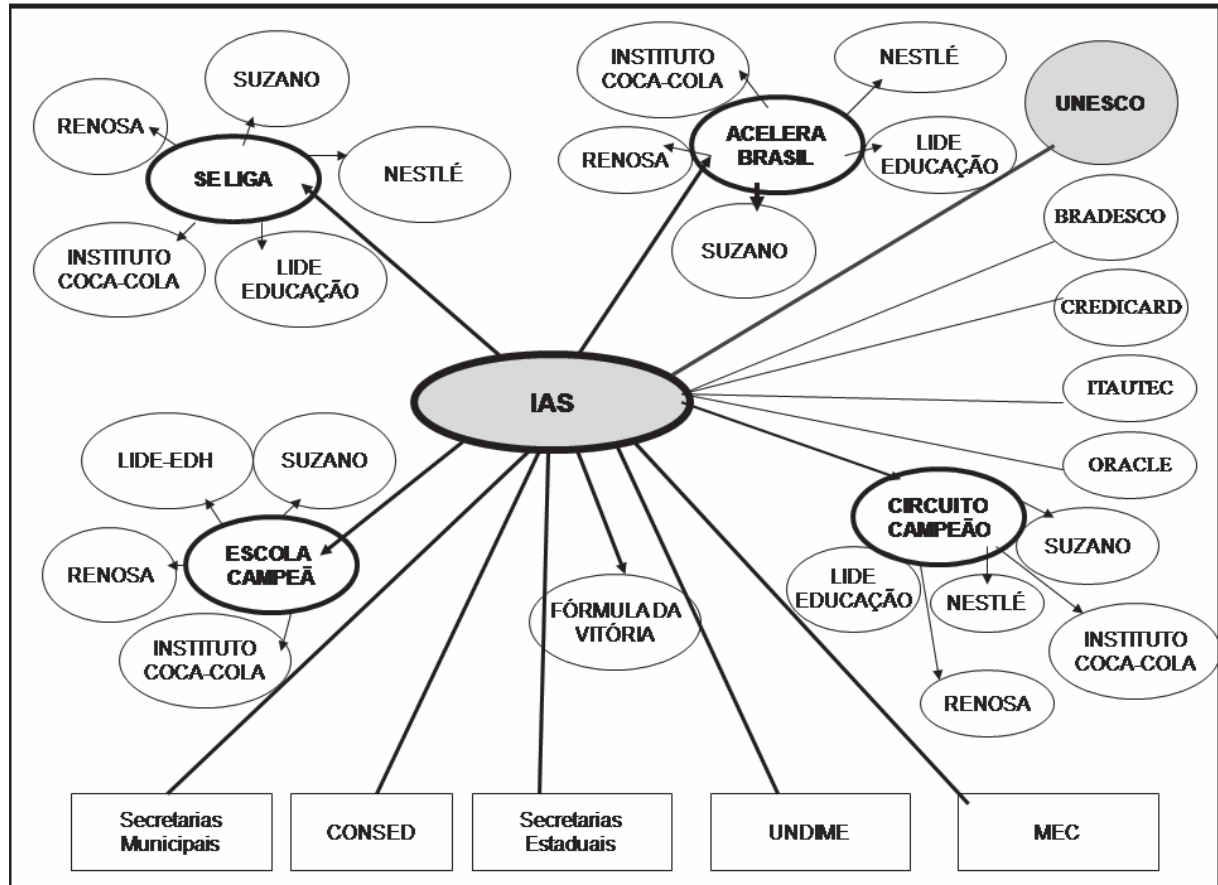 SUZANO
RENOSA
SE LIGA
NESTLÉ
INSTITUTO
COCA-COLA
LIDE
EDUCAÇÃO
INSTITUTO
COCA-COLA
NESTLÉ
ACELERA
BRASIL
RENOSA
LIDE
EDUCAÇÃO
SUZANO
UNESCO
BRADESCO
CREDICARD
ITAUTEC
ORACLE
IAS
LIDE-EDH
SUZANO
ESCOLA
CAMPEÃ
RENOSA
INSTITUTO
COCA-COLA
FÓRMULA DA
VITÓRIA
CIRCUITO
CAMPEÃO
SUZANO
LIDE
EDUCAÇÃO
NESTLÉ
INSTITUTO
COCA-COLA
RENOSA
Secretarias
Municipais
CONSED
Secretarias
Estaduais
UNDIME
MEC